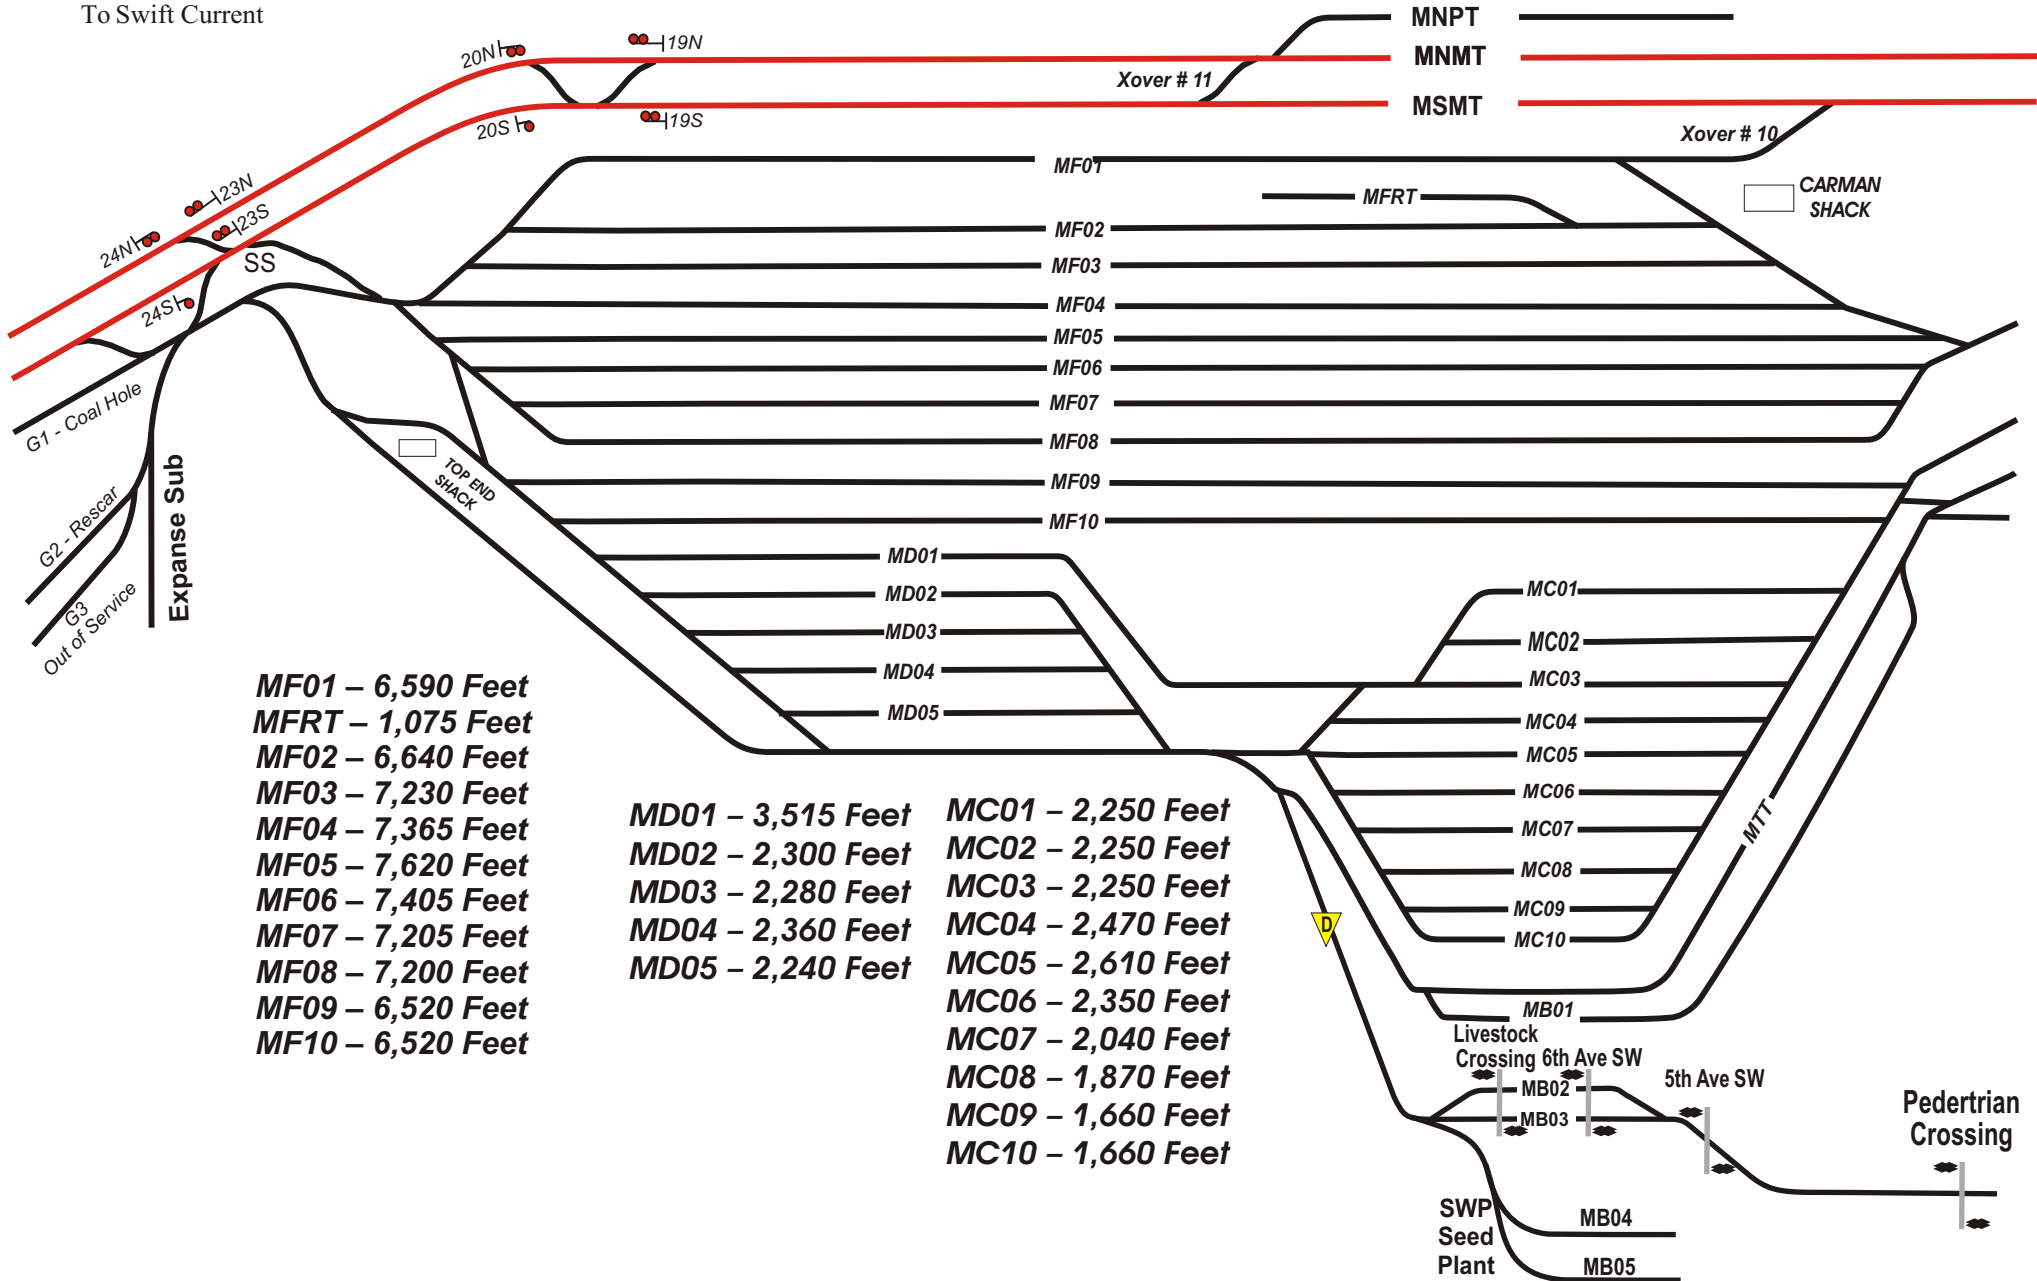 To Swift Current
MNPT
MNMT
MSMT
20N
19N
20S
19S
Xover # 11
Xover # 10
23N
23S
24N
24S
SS
CARMAN
SHACK
MF01
MFRT
MF02
MF03
MF04
MF05
MF06
MF07
MF08
MF09
MF10
G1 - Coal Hole
G2 - Rescar
G3
Out of Service
Expanse Sub
TOP END
SHACK
MD01
MD02
MD03
MD04
MD05
MC01
MC02
MC03
MC04
MC05
MC06
MC07
MC08
MC09
MC10
MTT
D
MB01
Livestock
Crossing
6th Ave SW
5th Ave SW
MB02
MB03
Pedertrian
Crossing
SWP
Seed
Plant
MB04
MB05
MF01 – 6,590 Feet
MFRT – 1,075 Feet
MF02 – 6,640 Feet
MF03 – 7,230 Feet
MF04 – 7,365 Feet
MF05 – 7,620 Feet
MF06 – 7,405 Feet
MF07 – 7,205 Feet
MF08 – 7,200 Feet
MF09 – 6,520 Feet
MF10 – 6,520 Feet
MD01 – 3,515 Feet
MD02 – 2,300 Feet
MD03 – 2,280 Feet
MD04 – 2,360 Feet
MD05 – 2,240 Feet
MC01 – 2,250 Feet
MC02 – 2,250 Feet
MC03 – 2,250 Feet
MC04 – 2,470 Feet
MC05 – 2,610 Feet
MC06 – 2,350 Feet
MC07 – 2,040 Feet
MC08 – 1,870 Feet
MC09 – 1,660 Feet
MC10 – 1,660 Feet